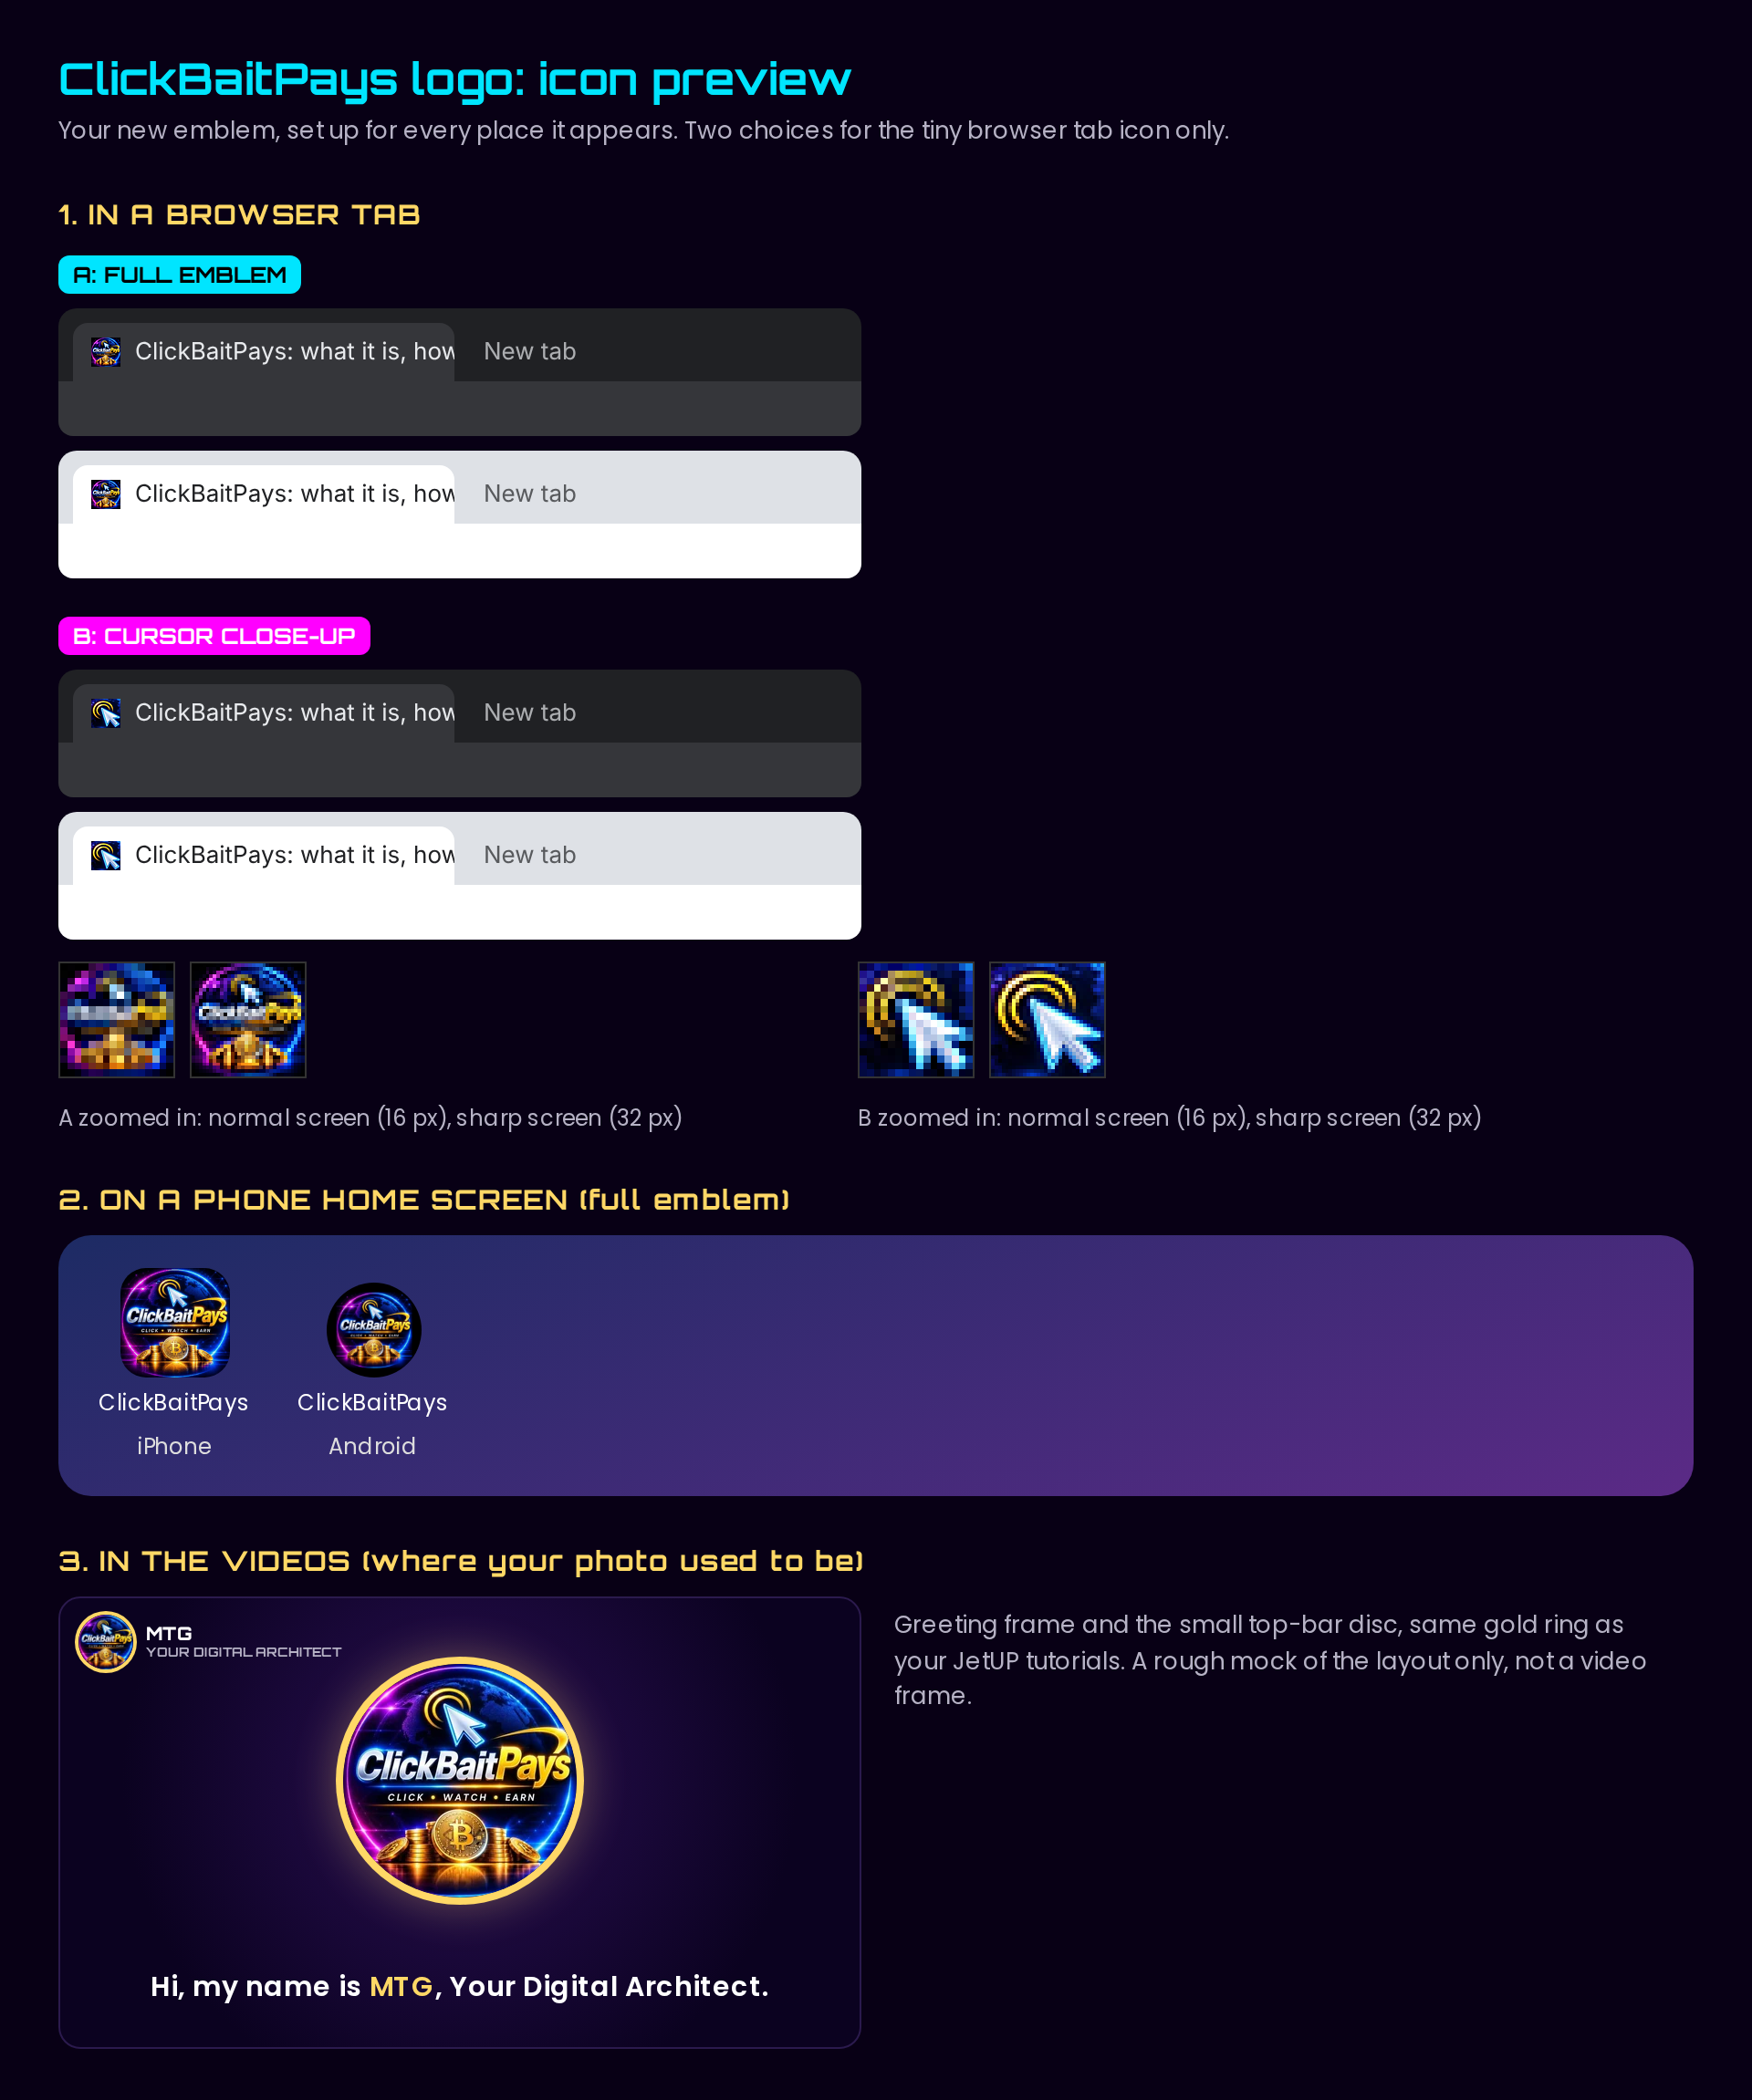 ClickBaitPays logo: icon preview
Your new emblem, set up for every place it appears. Two choices for the tiny browser tab icon only.
1. IN A BROWSER TAB
A: FULL EMBLEM
ClickBaitPays: what it is, how
New tab
ClickBaitPays: what it is, how
New tab
B: CURSOR CLOSE-UP
ClickBaitPays: what it is, how
New tab
ClickBaitPays: what it is, how
New tab
ClickBaitPays
A zoomed in: normal screen (16 px), sharp screen (32 px)
B zoomed in: normal screen (16 px), sharp screen (32 px)
2. ON A PHONE HOME SCREEN (full emblem)
ClickBaitPays
CLICK • WATCH • EARN
ClickBaitPays
CLICK • WATCH • EARN
ClickBaitPays
ClickBaitPays
iPhone
Android
3. IN THE VIDEOS (where your photo used to be)
ClickBaitPays
MTG
YOUR DIGITAL ARCHITECT
ClickBaitPays
CLICK • WATCH • EARN
Hi, my name is MTG, Your Digital Architect.
Greeting frame and the small top-bar disc, same gold ring as
your JetUP tutorials. A rough mock of the layout only, not a video
frame.